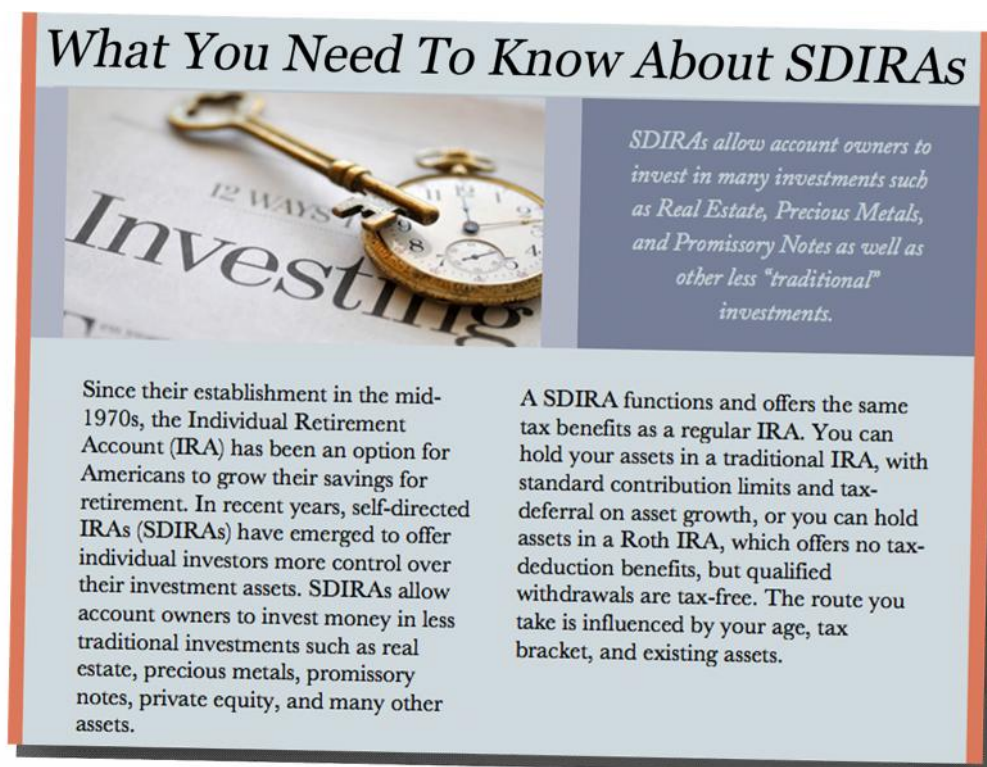 What You Need To Know About SDIRAs
12 WAYS
Investing
SDIRAs allow account owners to
invest in many investments such
as Real Estate, Precious Metals,
and Promissory Notes as well as
other less "traditional"
investments.
Since their establishment in the mid-
1970s, the Individual Retirement
Account (IRA) has been an option for
Americans to grow their savings for
retirement. In recent years, self-directed
IRAs (SDIRAs) have emerged to offer
individual investors more control over
their investment assets. SDIRAs allow
account owners to invest money in less
traditional investments such as real
estate, precious metals, promissory
notes, private equity, and many other
assets.
A SDIRA functions and offers the same
tax benefits as a regular IRA. You can
hold your assets in a traditional IRA, with
standard contribution limits and tax-
deferral on asset growth, or you can hold
assets in a Roth IRA, which offers no tax-
deduction benefits, but qualified
withdrawals are tax-free. The route you
take is influenced by your age, tax
bracket, and existing assets.